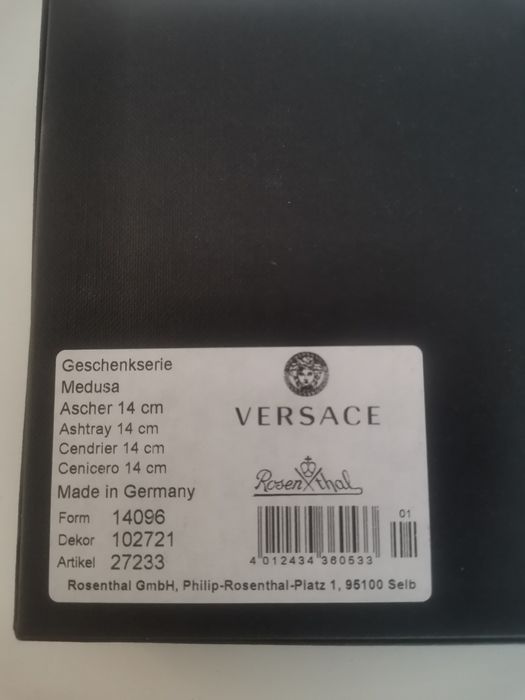 Geschenkserie
Medusa
Ascher 14 cm
Ashtray 14 cm
Cendrier 14 cm
Cenicero 14 cm
Made in Germany
Form 14096
Dekor 102721
Artikel 27233
VERSACE
Rosenthal
01
4 012434 360533
Rosenthal GmbH, Philip-Rosenthal-Platz 1, 95100 Selb